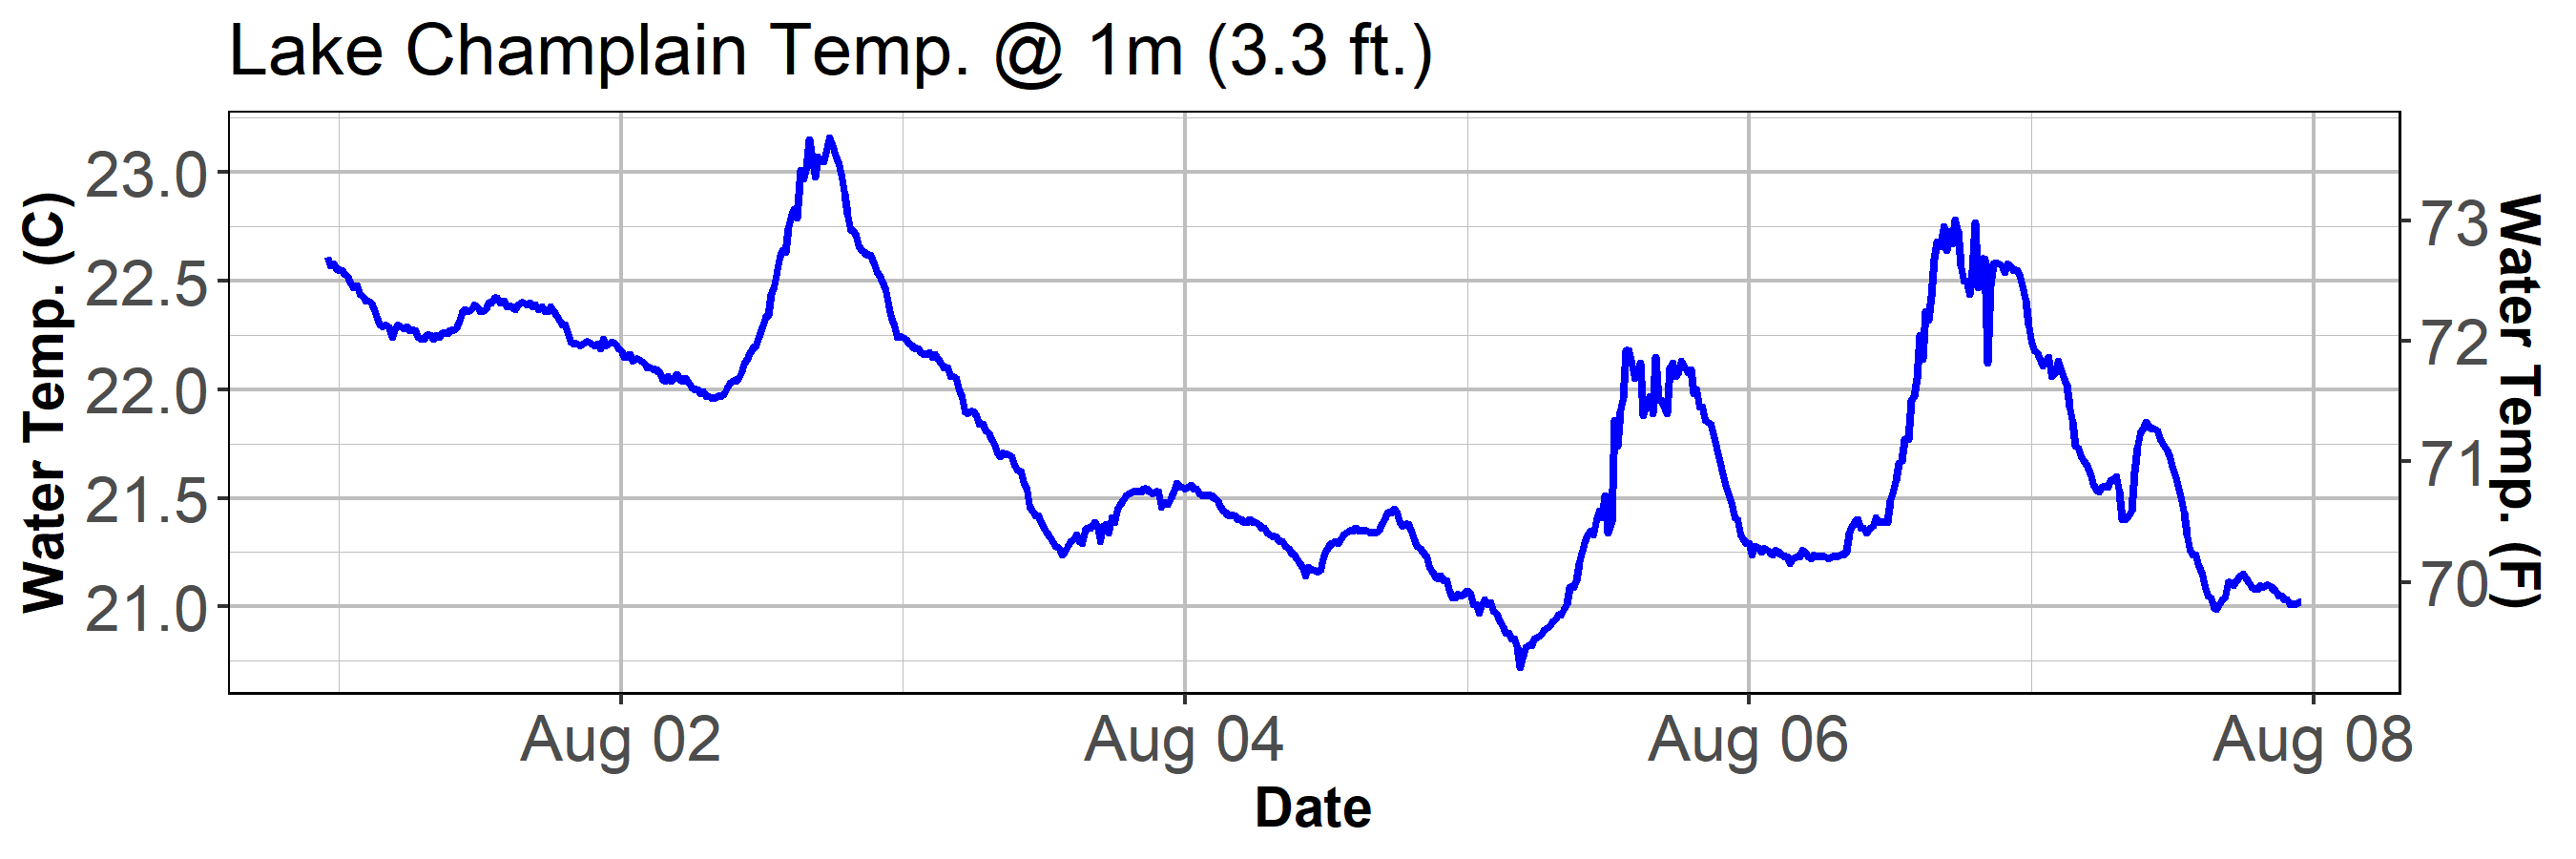 Lake Champlain Temp. @ 1m (3.3 ft.)
Water Temp. (C)
23.0
22.5
22.0
21.5
21.0
73
72
71
70
Water Temp. (F)
Aug 02 Aug 04 Aug 06 Aug 08
Date